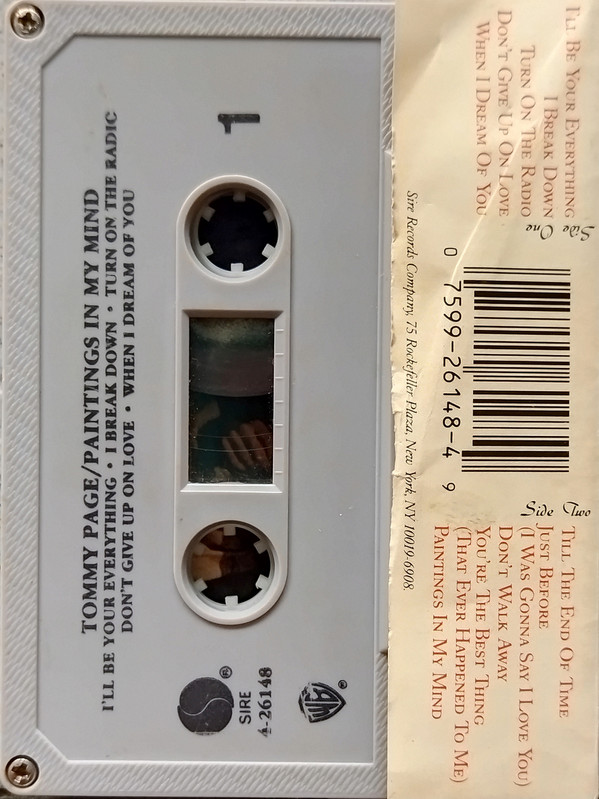 1
TOMMY PAGE/PAINTINGS IN MY MIND
I'LL BE YOUR EVERYTHING • I BREAK DOWN • TURN ON THE RADIO
DON'T GIVE UP ON LOVE • WHEN I DREAM OF YOU
®
SIRE
4-26148
®
Side One
I'LL BE YOUR EVERYTHING
I BREAK DOWN
TURN ON THE RADIO
DON'T GIVE UP ON LOVE
WHEN I DREAM OF YOU
0 7599-26148-4 9
Side Two
TILL THE END OF TIME
JUST BEFORE
(I WAS GONNA SAY I LOVE YOU)
DON'T WALK AWAY
YOU'RE THE BEST THING
(THAT EVER HAPPENED TO ME)
PAINTINGS IN MY MIND
Sire Records Company, 75 Rockefeller Plaza, New York, NY 10019-6908